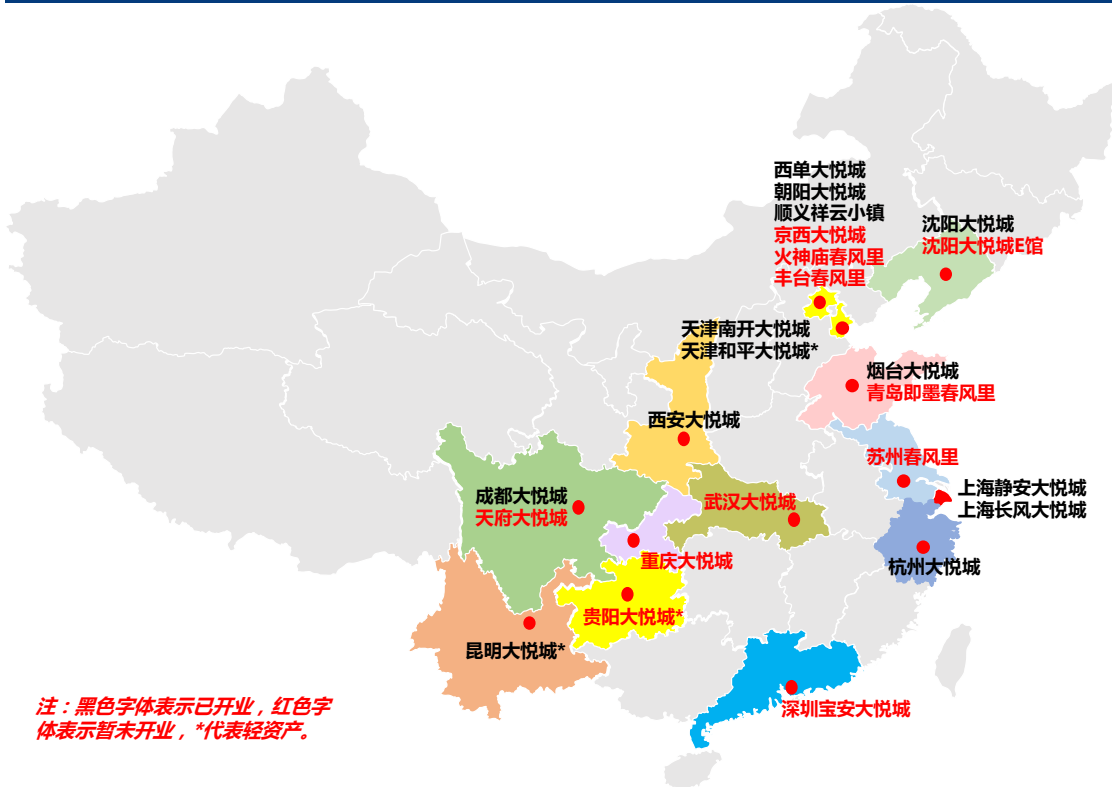 西单大悦城
朝阳大悦城
顺义祥云小镇
京西大悦城
火神庙春风里
丰台春风里
沈阳大悦城
沈阳大悦城E馆
天津南开大悦城
天津和平大悦城*
烟台大悦城
青岛即墨春风里
西安大悦城
苏州春风里
上海静安大悦城
上海长风大悦城
成都大悦城
天府大悦城
武汉大悦城
重庆大悦城
杭州大悦城
贵阳大悦城*
昆明大悦城*
深圳宝安大悦城
注：黑色字体表示已开业，红色字
体表示暂未开业，*代表轻资产。